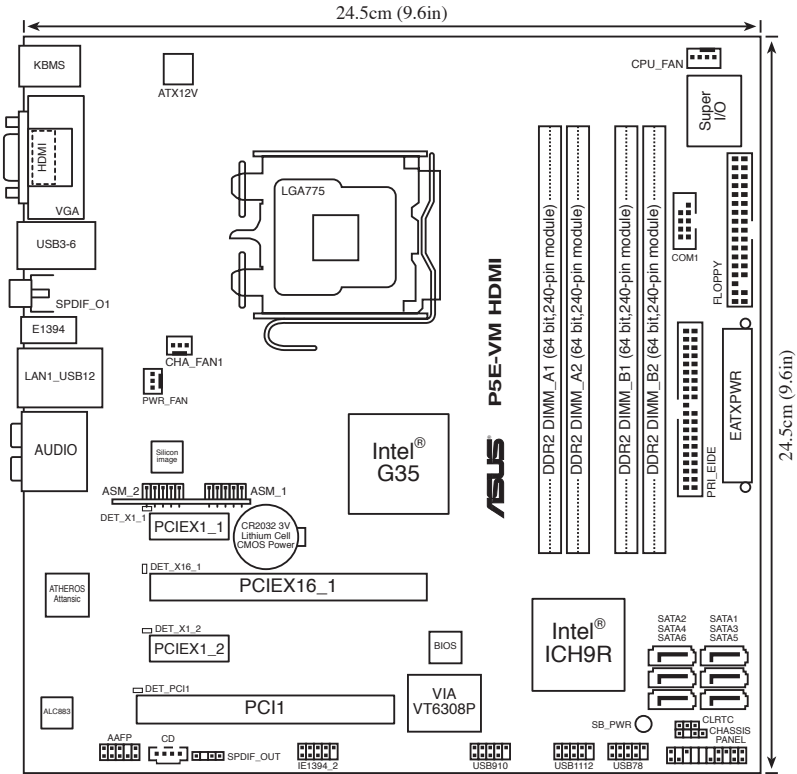 24.5cm (9.6in)
KBMS
ATX12V
CPU_FAN
Super
I/O
HDMI
VGA
LGA775
DDR2 DIMM_A1 (64 bit,240-pin module)
DDR2 DIMM_A2 (64 bit,240-pin module)
DDR2 DIMM_B1 (64 bit,240-pin module)
DDR2 DIMM_B2 (64 bit,240-pin module)
COM1
FLOPPY
USB3-6
SPDIF_O1
E1394
LAN1_USB12
CHA_FAN1
PWR_FAN
P5E-VM HDMI
ASUS
PRI_EIDE
EATXPWR
24.5cm (9.6in)
AUDIO
Silicon
image
Intel®
G35
ASM_2
ASM_1
DET_X1_1
PCIEX1_1
CR2032 3V
Lithium Cell
CMOS Power
DET_X16_1
PCIEX16_1
ATHEROS
Attansic
DET_X1_2
PCIEX1_2
BIOS
Intel®
ICH9R
SATA2
SATA4
SATA6
SATA1
SATA3
SATA5
DET_PCI1
PCI1
VIA
VT6308P
ALC883
SB_PWR
CLRTC
CHASSIS
PANEL
AAFP
CD
SPDIF_OUT
IE1394_2
USB910
USB1112
USB78